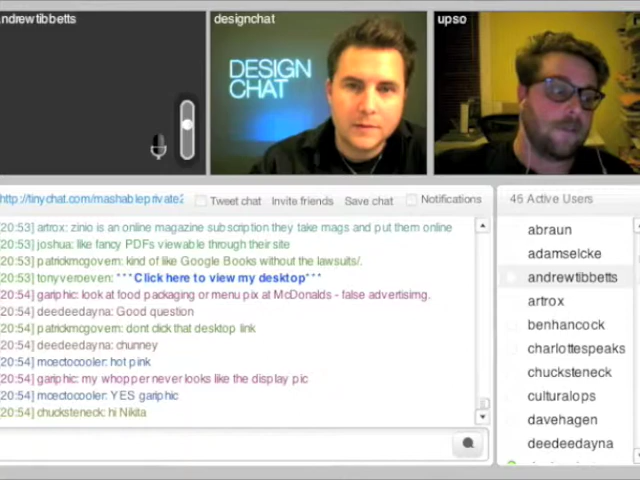 andrewtibbetts
designchat
upso
DESIGN
CHAT
http://tinychat.com/mashableprivate2
Tweet chat
Invite friends
Save chat
Notifications
45 Active Users
[20:53] artrox: zinio is an online magazine subscription they take mags and put them online
[20:53] joshua: like fancy PDFs viewable through their site
[20:53] patrickmcgovern: kind of like Google Books without the lawsuits/.
[20:53] tonyveroeven: ***Click here to view my desktop***
[20:54] gariphic: look at food packaging or menu pix at McDonalds - false advertisimg.
[20:54] deedeedayna: Good question
[20:54] patrickmcgovern: dont click that desktop link
[20:54] deedeedayna: chunney
[20:54] moectocooler: hot pink
[20:54] gariphic: my whopper never looks like the display pic
[20:54] moectocooler: YES gariphic
[20:54] chucksteneck: hi Nikita
abraun
adamselcke
andrewtibbetts
artrox
benhancock
charlottespeaks
chucksteneck
culturalops
davehagen
deedeedayna